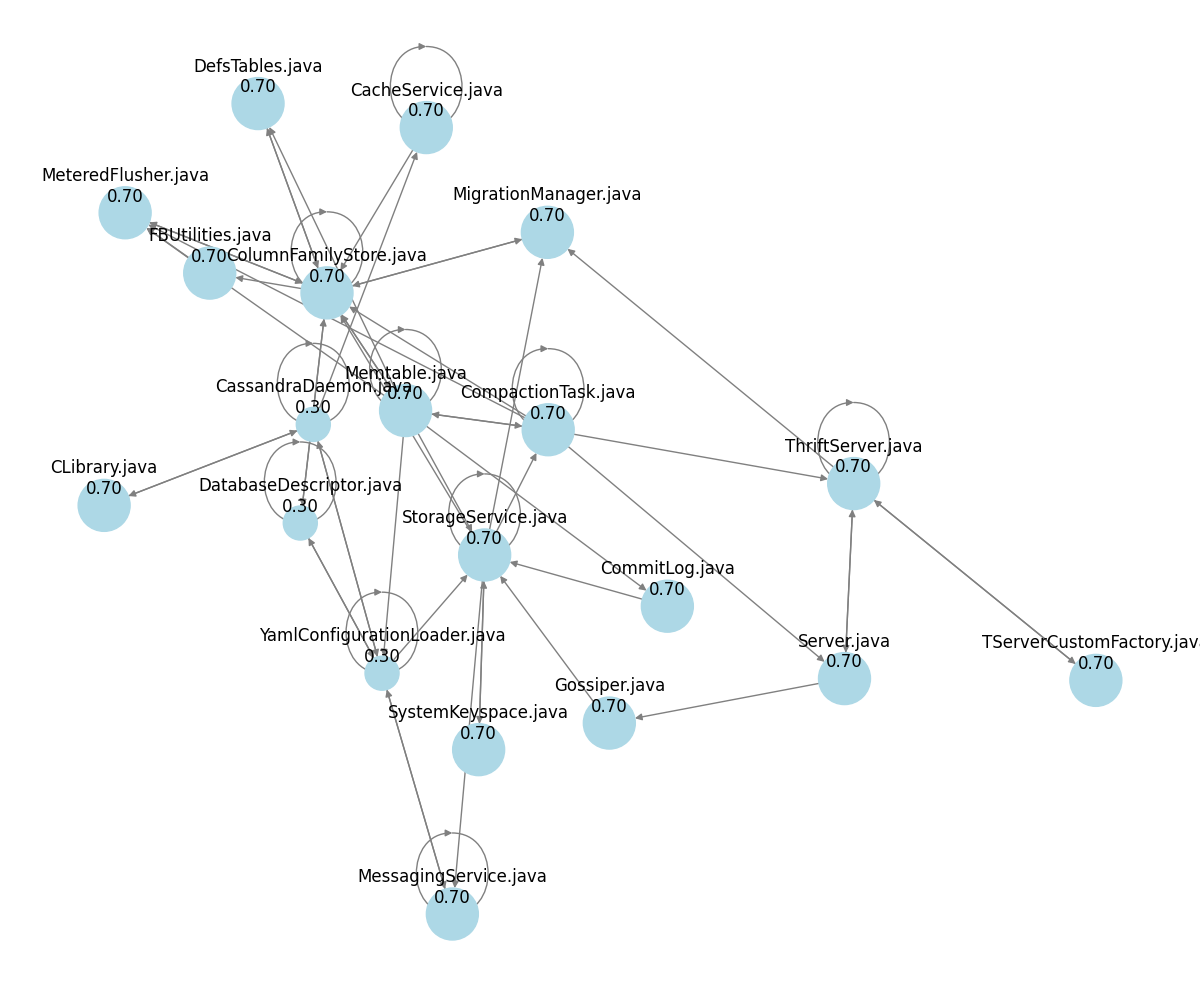 DefsTables.java
0.70
CacheService.java
0.70
MeteredFlusher.java
0.70
MigrationManager.java
0.70
FBUtilities.java
0.70
ColumnFamilyStore.java
0.70
Memtable.java
0.70
CassandraDaemon.java
0.30
CompactionTask.java
0.70
ThriftServer.java
0.70
CLibrary.java
0.70
DatabaseDescriptor.java
0.30
StorageService.java
0.70
CommitLog.java
0.70
YamlConfigurationLoader.java
0.30
Server.java
0.70
TServerCustomFactory.java
0.70
Gossiper.java
0.70
SystemKeyspace.java
0.70
MessagingService.java
0.70